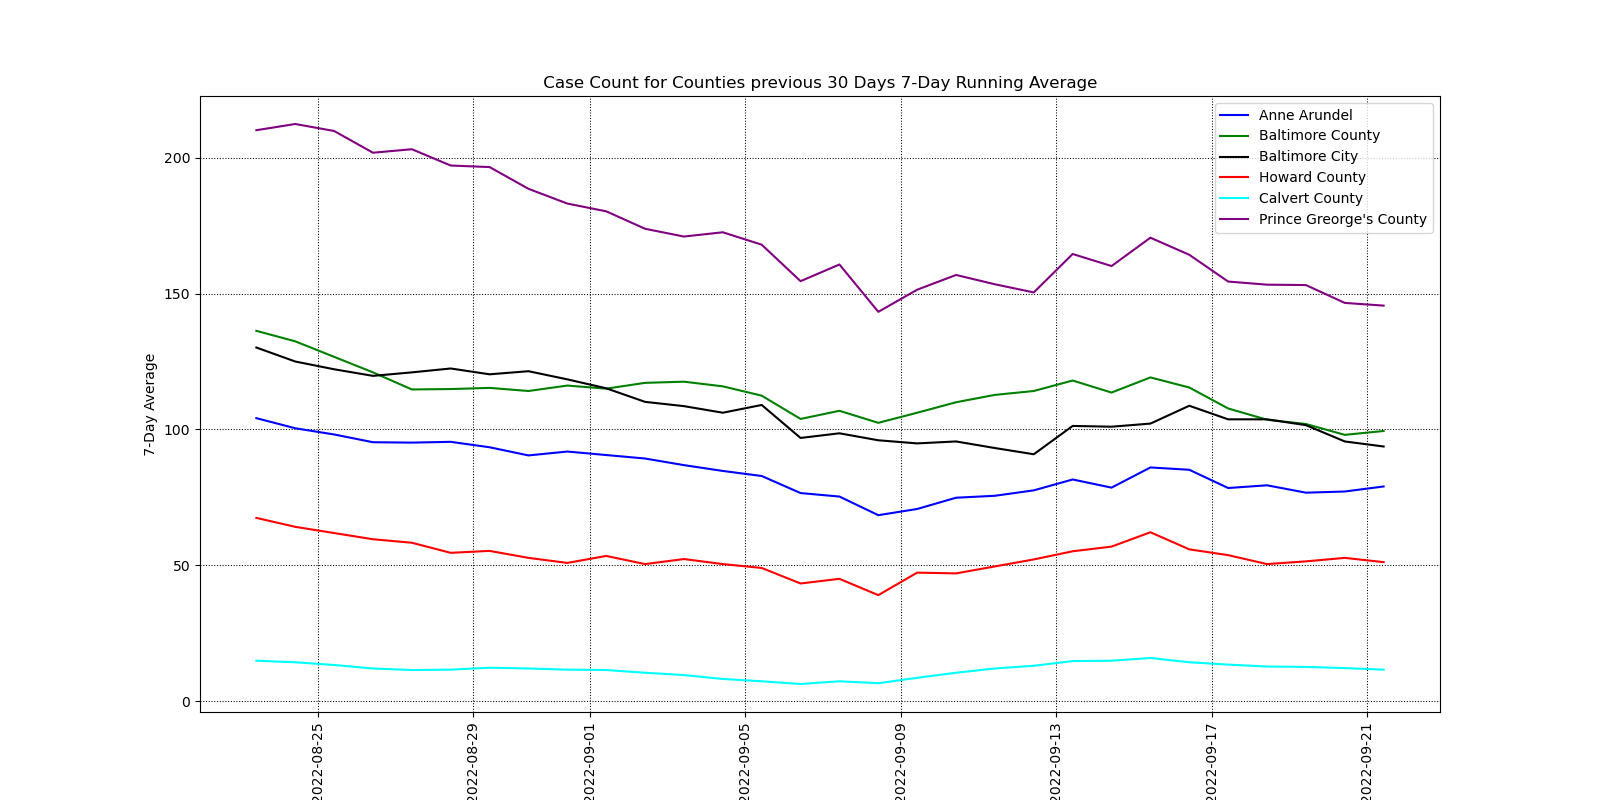 Case Count for Counties previous 30 Days 7-Day Running Average
Anne Arundel
Baltimore County
Baltimore City
Howard County
Calvert County
Prince Greorge's County
7-Day Average
200
150
100
50
0
2022-08-25
2022-08-29
2022-09-01
2022-09-05
2022-09-09
2022-09-13
2022-09-17
2022-09-21